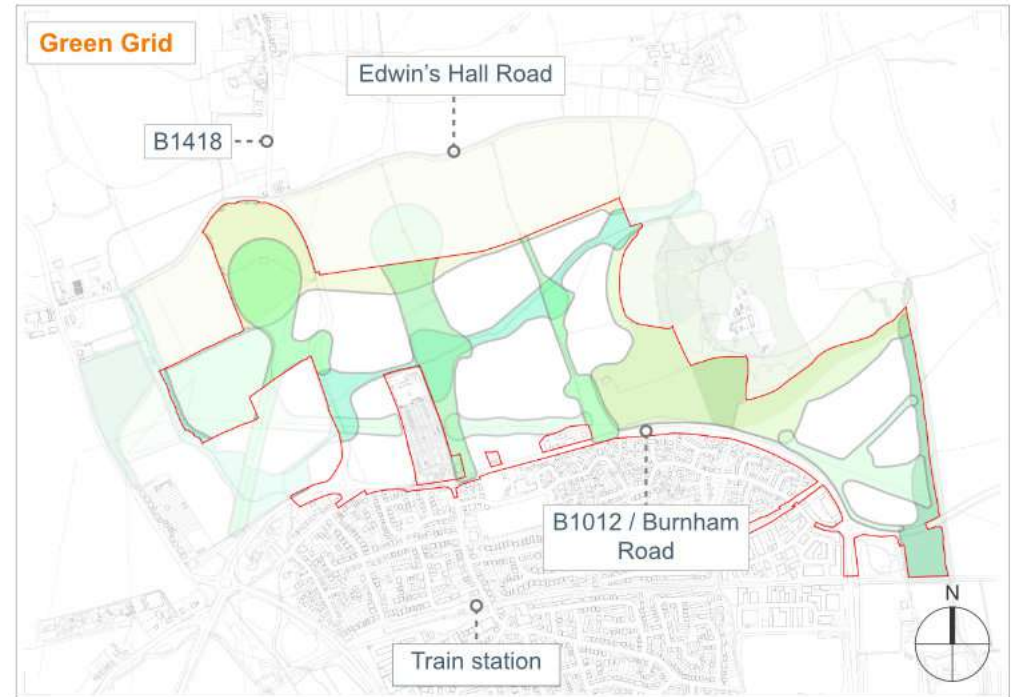 Green Grid
Edwin's Hall Road
B1418
B1012 / Burnham
Road
N
Train station